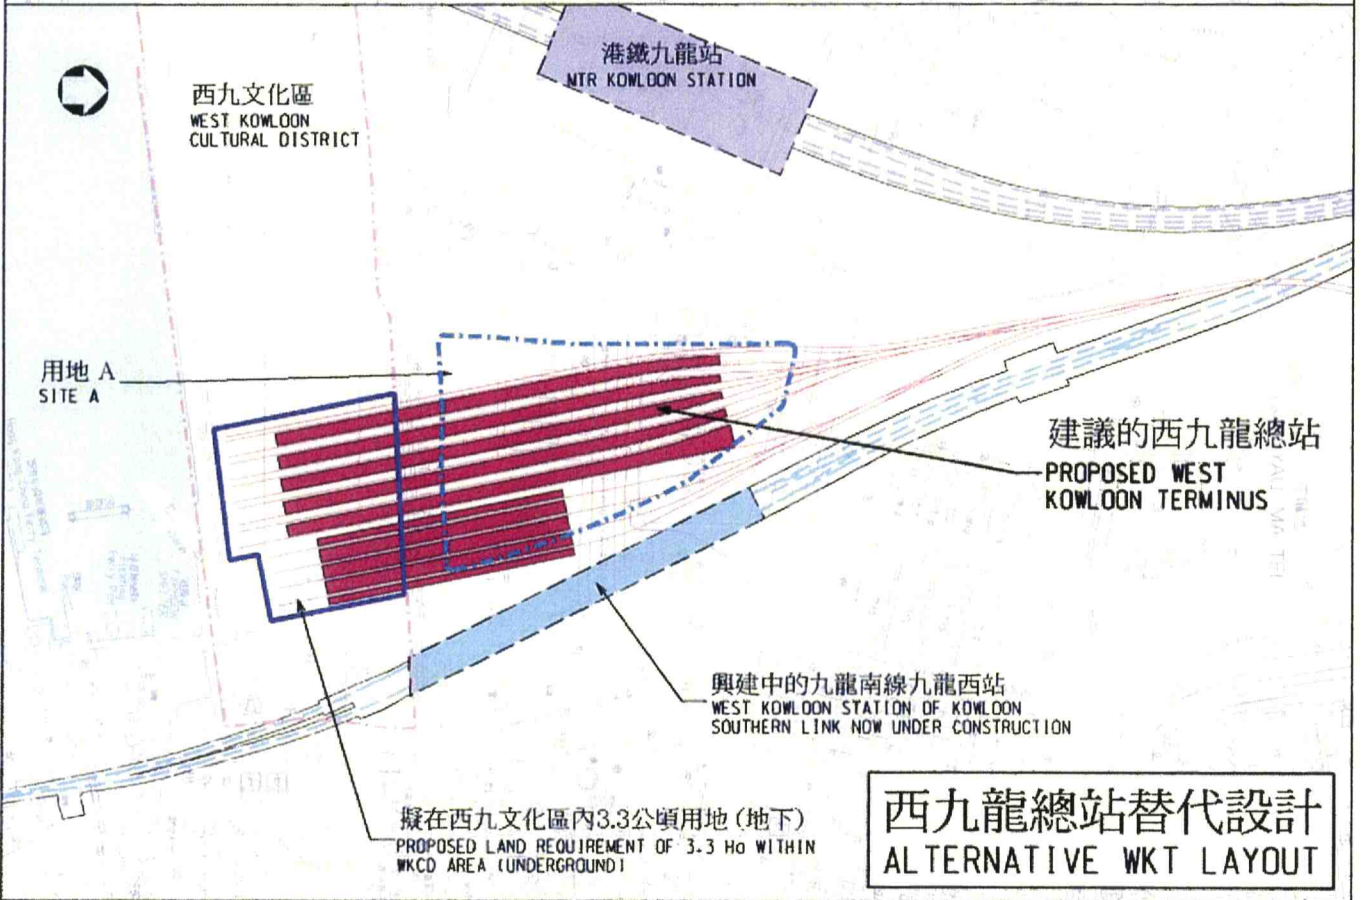 港鐵九龍站
MTR KOWLOON STATION
西九文化區
WEST KOWLOON
CULTURAL DISTRICT
用地 A
SITE A
建議的西九龍總站
PROPOSED WEST
KOWLOON TERMINUS
興建中的九龍南線九龍西站
WEST KOWLOON STATION OF KOWLOON
SOUTHERN LINK NOW UNDER CONSTRUCTION
擬在西九文化區內3.3公頃用地 (地下)
PROPOSED LAND REQUIREMENT OF 3.3 Ha WITHIN
WKCD AREA (UNDERGROUND)
西九龍總站替代設計
ALTERNATIVE WKT LAYOUT